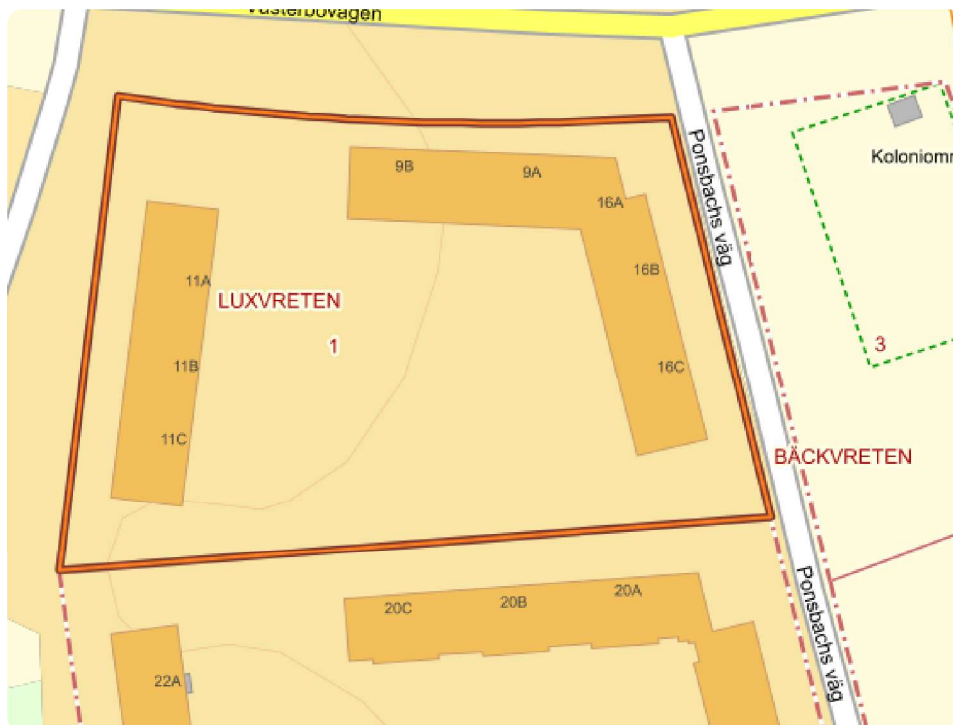 Västerbovägen
Ponsbachs väg
Koloniomr
9B
9A
16A
11A
16B
LUXVRETEN
1
3
11B
16C
11C
BÄCKVRETEN
Ponsbachs väg
20C
20B
20A
22A